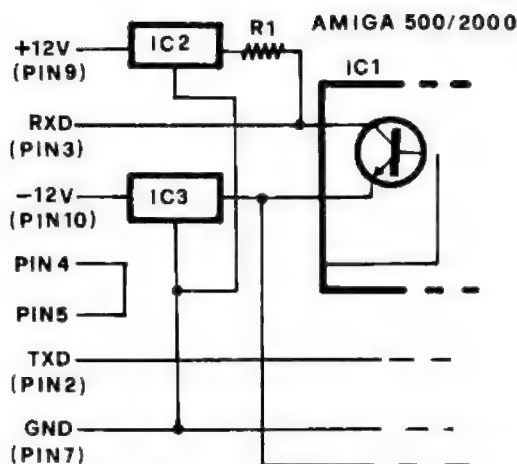 AMIGA 500/2000
+12V
(PIN9)
IC2
R1
IC1
RXD
(PIN3)
-12V
(PIN10)
IC3
PIN 4
PIN5
TXD
(PIN2)
GND
(PIN7)